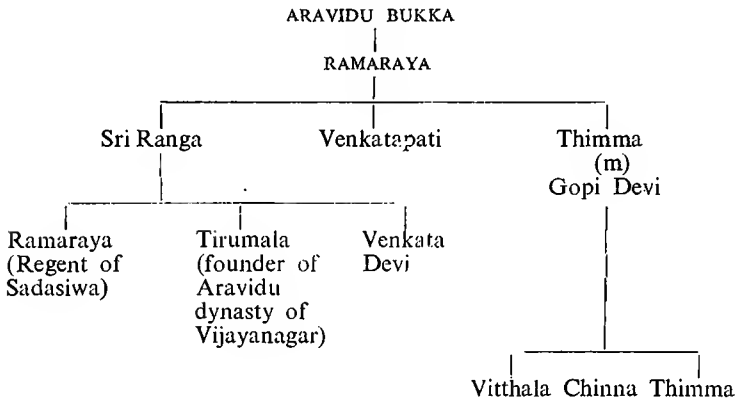 ARAVIDU BUKKA
RAMARAYA
Sri Ranga Venkatapati Thimma
(m)
Gopi Devi
Ramaraya
(Regent of
Sadasiwa)
Tirumala
(founder of
Aravidu
dynasty of
Vijayanagar)
Venkata
Devi
Vitthala Chinna Thimma